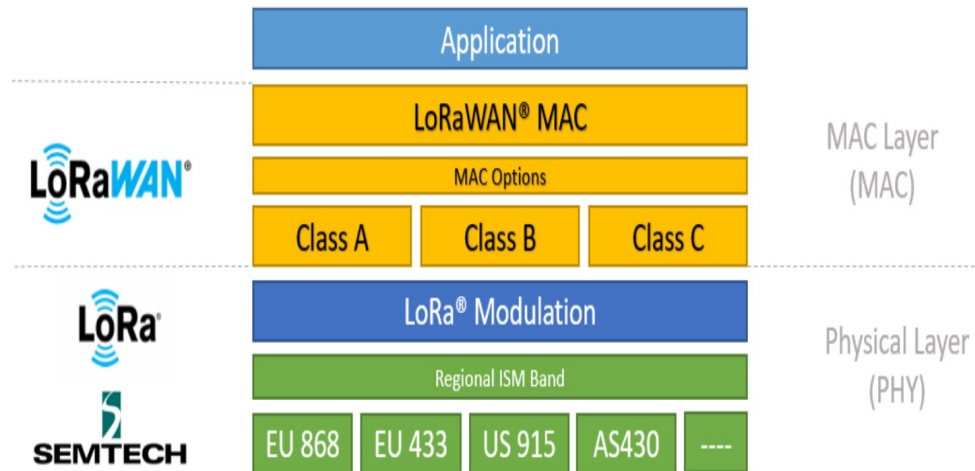 Application
LoRaWAN® MAC
LoRaWAN®
MAC Options
MAC Layer
(MAC)
Class A Class B Class C
LoRa®
LoRa® Modulation
Regional ISM Band
Physical Layer
(PHY)
SEMTECH
EU 868 EU 433 US 915 AS430 ----